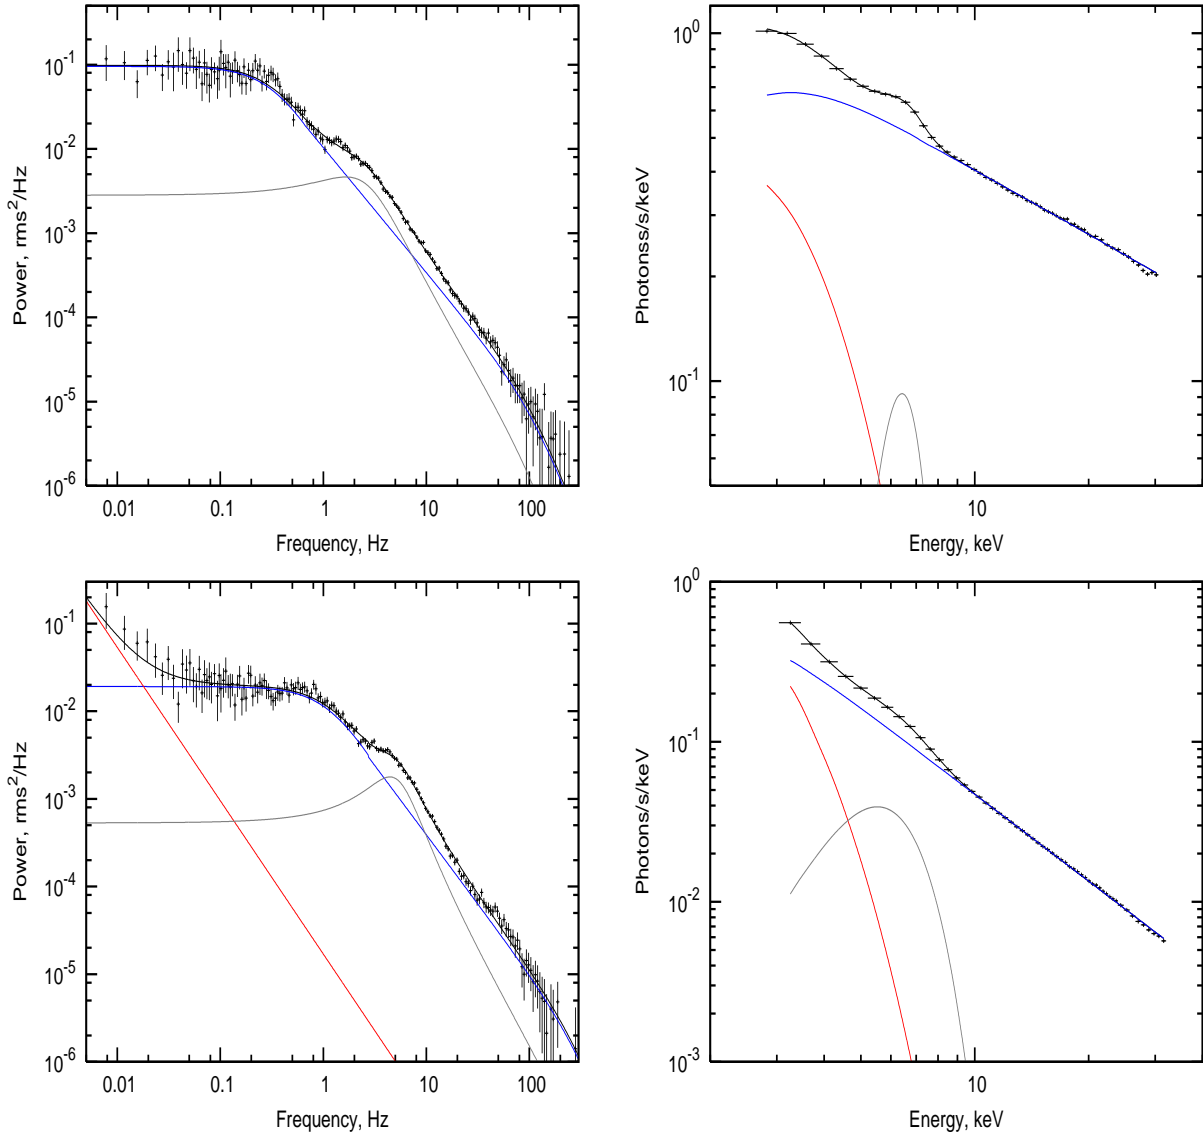 10^-1
10^-2
10^-3
10^-4
10^-5
10^-6
Power, rms^2/Hz
0.01 0.1 1 10 100
Frequency, Hz
10^0
10^-1
Photonss/s/keV
10
Energy, keV
10^-1
10^-2
10^-3
10^-4
10^-5
10^-6
Power, rms^2/Hz
0.01 0.1 1 10 100
Frequency, Hz
10^0
10^-1
10^-2
10^-3
Photons/s/keV
10
Energy, keV